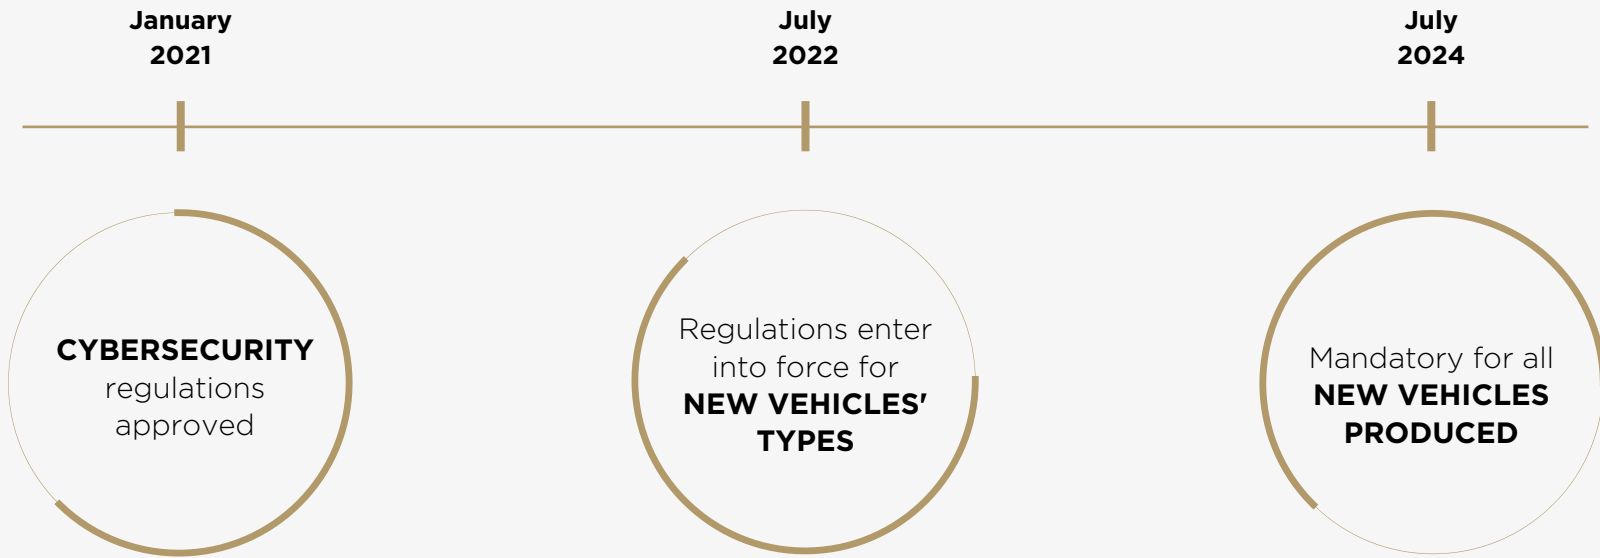 January
2021
July
2022
July
2024
CYBERSECURITY
regulations
approved
Regulations enter
into force for
NEW VEHICLES'
TYPES
Mandatory for all
NEW VEHICLES
PRODUCED